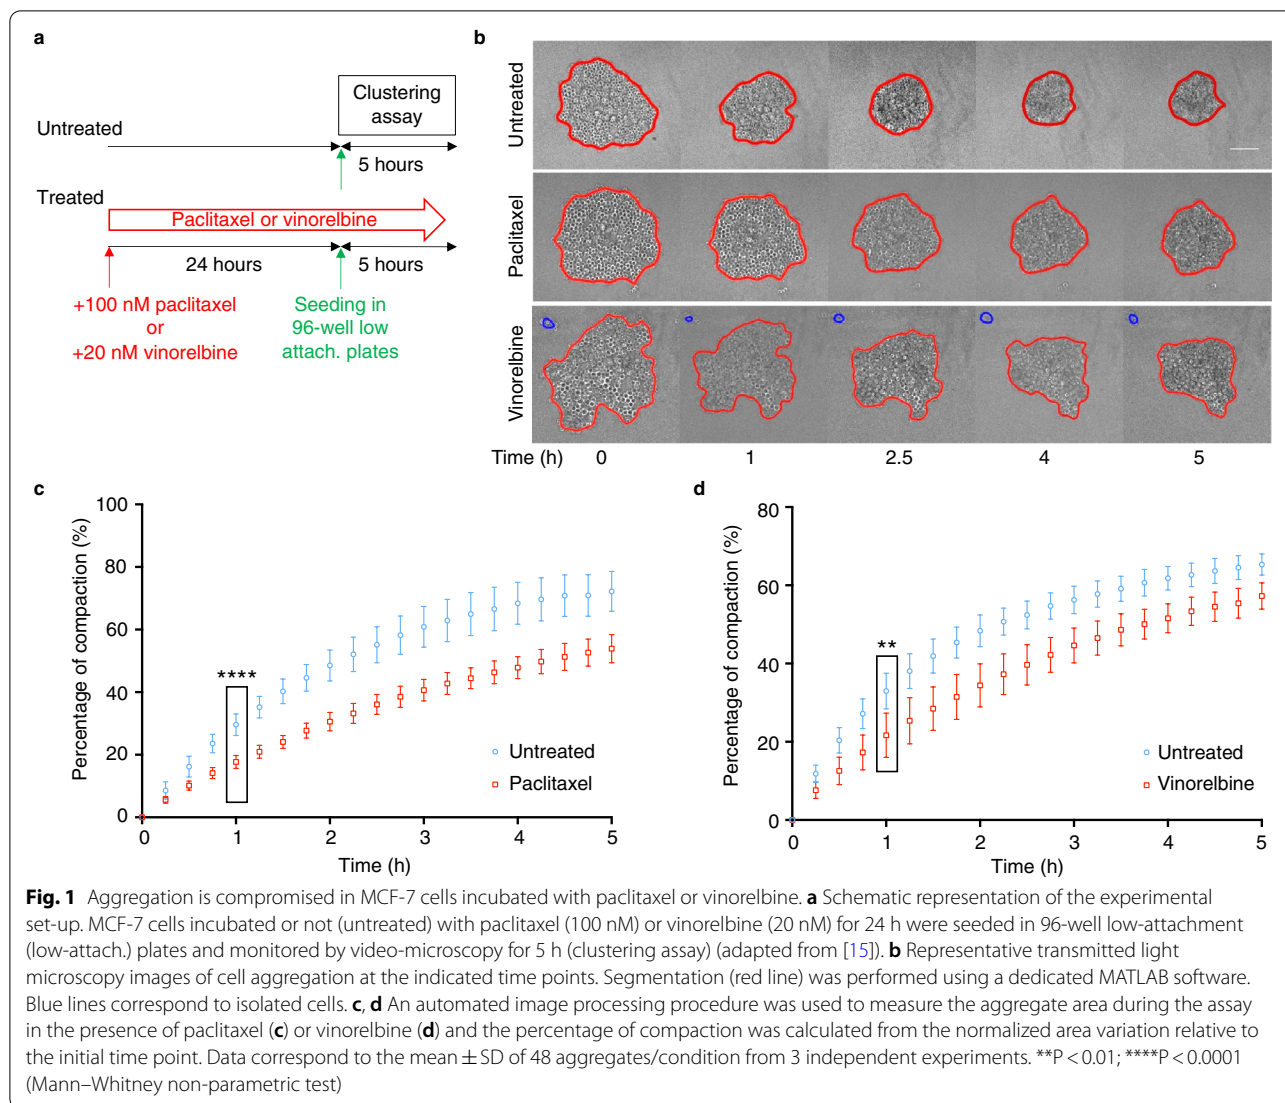 a
Clustering
assay
Untreated
5 hours
Treated
Paclitaxel or vinorelbine
24 hours
5 hours
+100 nM paclitaxel
or
+20 nM vinorelbine
Seeding in
96-well low
attach. plates
b
Untreated
Paclitaxel
Vinorelbine
Time (h) 0 1 2.5 4 5
c
Percentage of compaction (%)
100
80
60
40
20
0
****
Untreated
Paclitaxel
0 1 2 3 4 5
Time (h)
d
Percentage of compaction (%)
80
60
40
20
0
**
Untreated
Vinorelbine
0 1 2 3 4 5
Time (h)
Fig. 1 Aggregation is compromised in MCF-7 cells incubated with paclitaxel or vinorelbine. a Schematic representation of the experimental
set-up. MCF-7 cells incubated or not (untreated) with paclitaxel (100 nM) or vinorelbine (20 nM) for 24 h were seeded in 96-well low-attachment
(low-attach.) plates and monitored by video-microscopy for 5 h (clustering assay) (adapted from [15]). b Representative transmitted light
microscopy images of cell aggregation at the indicated time points. Segmentation (red line) was performed using a dedicated MATLAB software.
Blue lines correspond to isolated cells. c, d An automated image processing procedure was used to measure the aggregate area during the assay
in the presence of paclitaxel (c) or vinorelbine (d) and the percentage of compaction was calculated from the normalized area variation relative to
the initial time point. Data correspond to the mean ± SD of 48 aggregates/condition from 3 independent experiments. **P < 0.01; ****P < 0.0001
(Mann–Whitney non-parametric test)